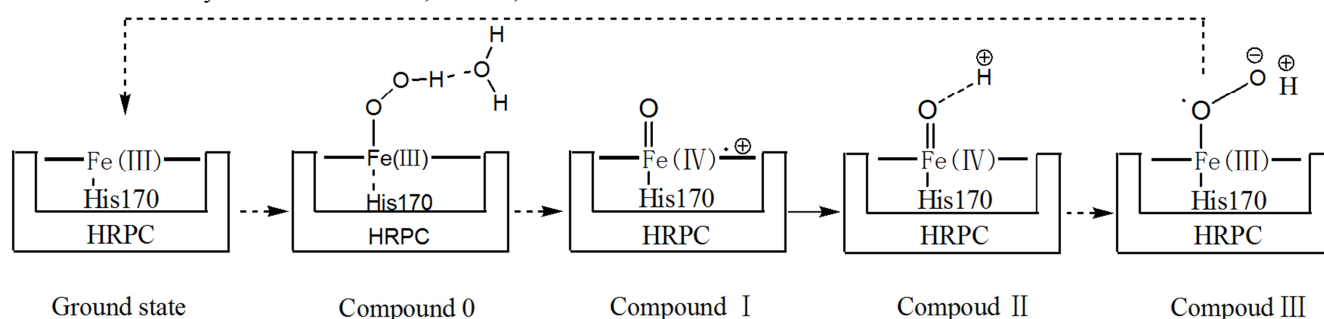 H
O
H
O
H
O
Fe(III)
His170
HRPC
Ground state
Fe(III)
His170
HRPC
Compound 0
O
Fe(IV)
·⊕
His170
HRPC
Compound Ⅰ
⊕
H
O
Fe(IV)
His170
HRPC
Compoud Ⅱ
⊖
O
⊕
H
·
O
Fe(III)
His170
HRPC
Compoud Ⅲ